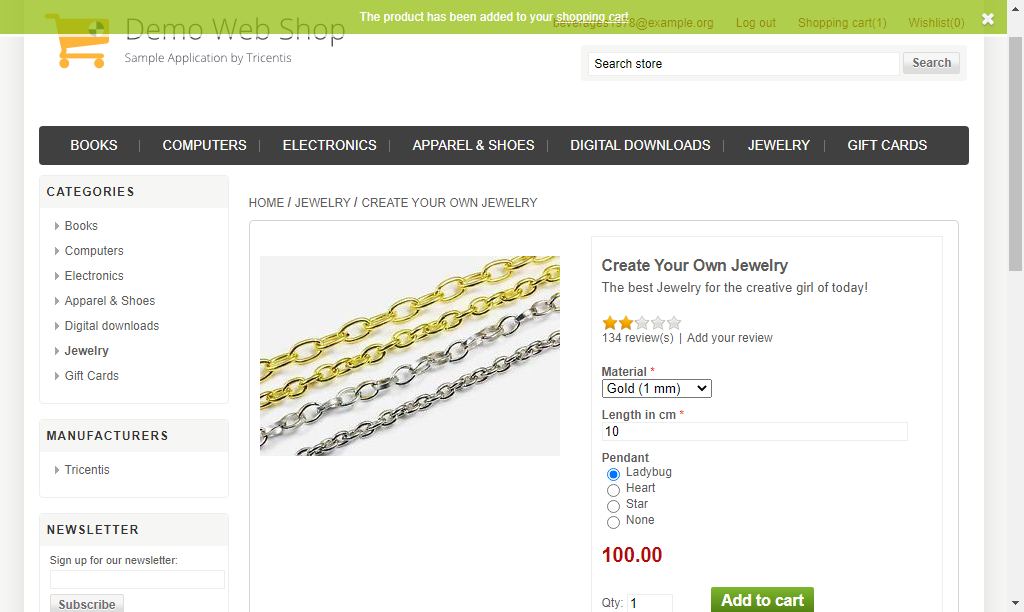 The product has been added to your shopping cart
Demo Web Shop
Sample Application by Tricentis
beverages1978@example.org Log out Shopping cart(1) Wishlist(0)
Search store Search
BOOKS COMPUTERS ELECTRONICS APPAREL & SHOES DIGITAL DOWNLOADS JEWELRY GIFT CARDS
CATEGORIES
Books
Computers
Electronics
Apparel & Shoes
Digital downloads
Jewelry
Gift Cards
MANUFACTURERS
Tricentis
NEWSLETTER
Sign up for our newsletter:
Subscribe
HOME / JEWELRY / CREATE YOUR OWN JEWELRY
Create Your Own Jewelry
The best Jewelry for the creative girl of today!
134 review(s) | Add your review
Material *
Gold (1 mm)
Length in cm *
10
Pendant
Ladybug
Heart
Star
None
100.00
Qty: 1 Add to cart